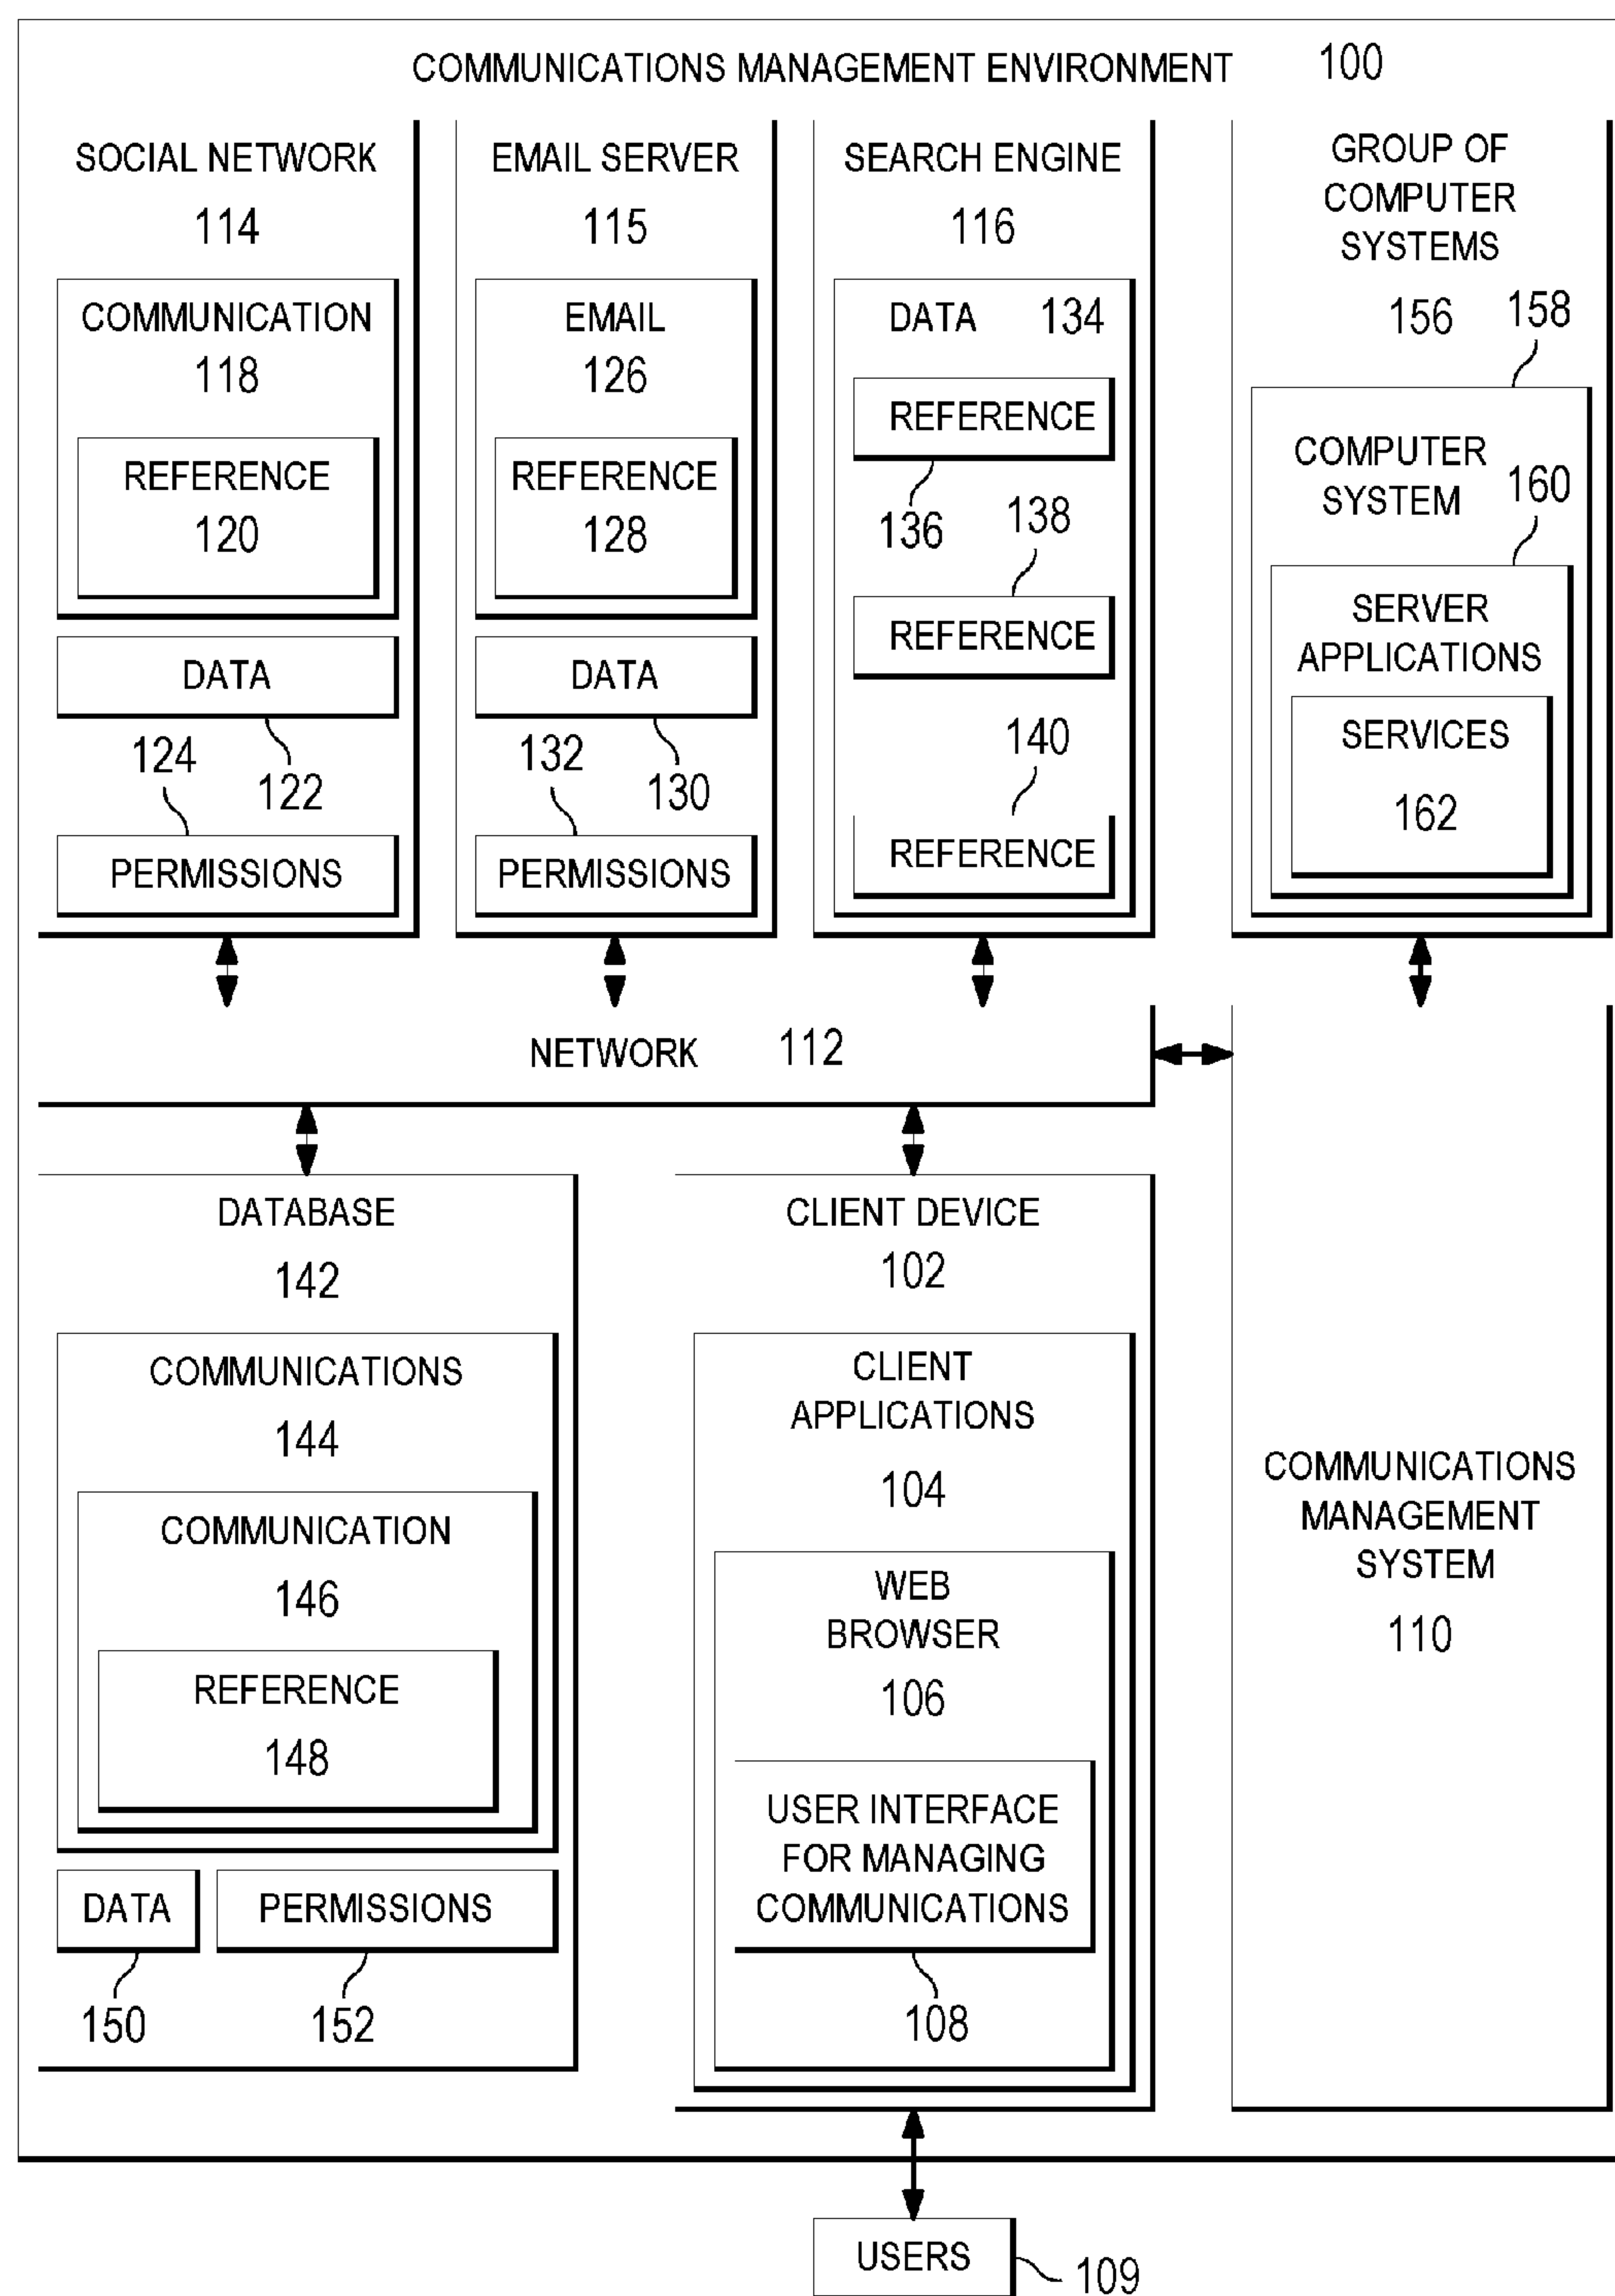 COMMUNICATIONS MANAGEMENT ENVIRONMENT 100
SOCIAL NETWORK
114
COMMUNICATION
118
REFERENCE
120
DATA
122
124
PERMISSIONS
EMAIL SERVER
115
EMAIL
126
REFERENCE
128
DATA
130
132
PERMISSIONS
SEARCH ENGINE
116
DATA 134
REFERENCE
136
138
REFERENCE
140
REFERENCE
GROUP OF
COMPUTER
SYSTEMS
156 158
COMPUTER
SYSTEM 160
SERVER
APPLICATIONS
SERVICES
162
NETWORK 112
DATABASE
142
COMMUNICATIONS
144
COMMUNICATION
146
REFERENCE
148
DATA
150
PERMISSIONS
152
CLIENT DEVICE
102
CLIENT
APPLICATIONS
104
WEB
BROWSER
106
USER INTERFACE
FOR MANAGING
COMMUNICATIONS
108
COMMUNICATIONS
MANAGEMENT
SYSTEM
110
USERS 109